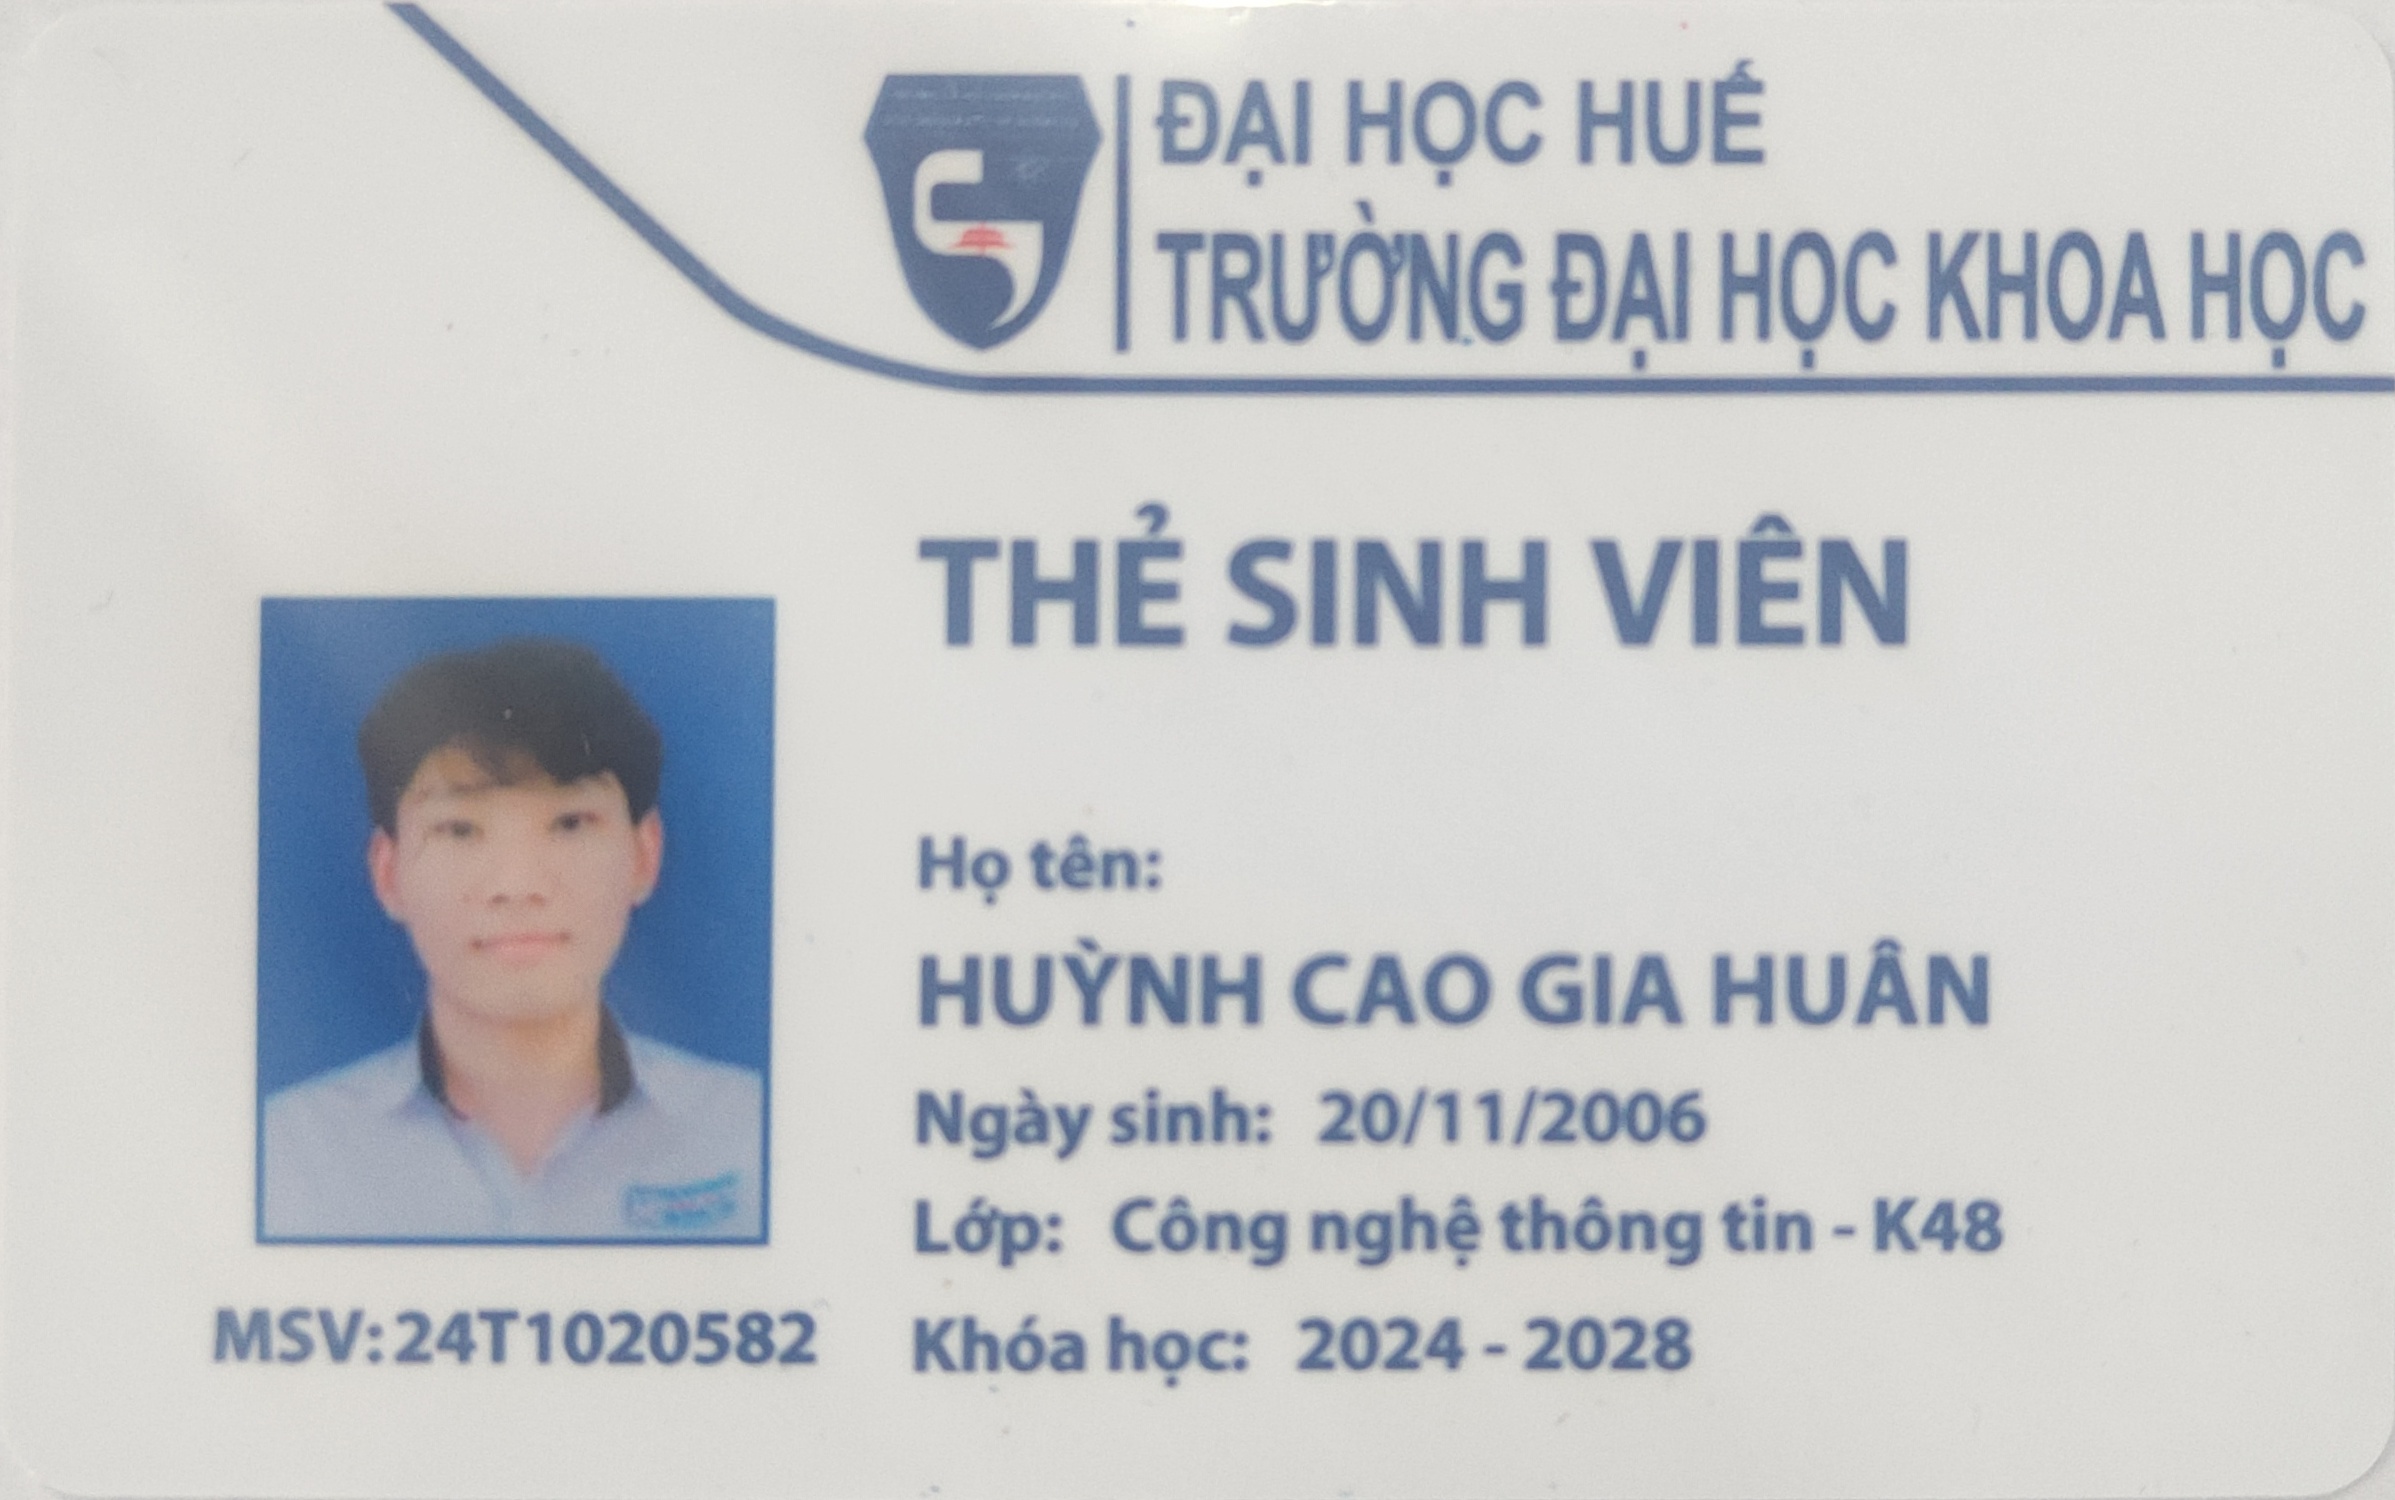 ĐẠI HỌC HUẾ
TRƯỜNG ĐẠI HỌC KHOA HỌC
THẺ SINH VIÊN
Họ tên:
HUỲNH CAO GIA HUÂN
Ngày sinh: 20/11/2006
Lớp: Công nghệ thông tin - K48
Khóa học: 2024 - 2028
MSV:24T1020582